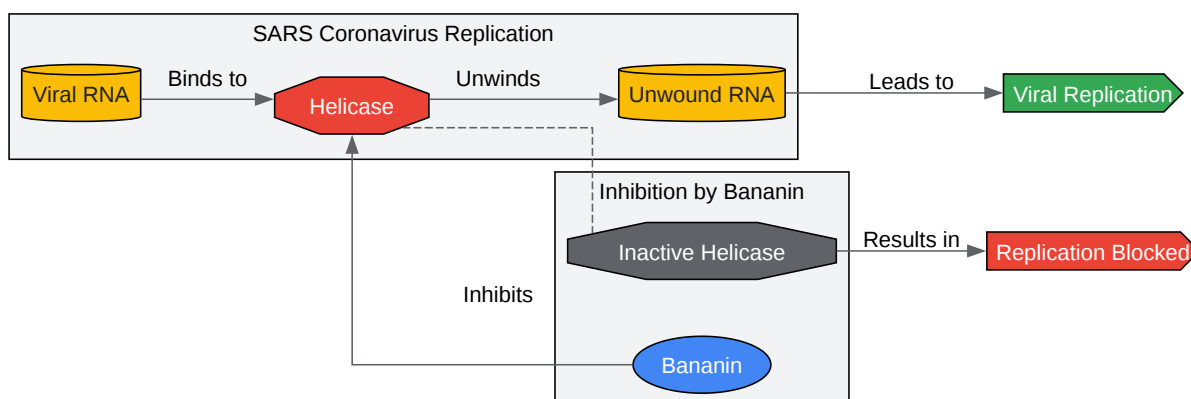 SARS Coronavirus Replication
Viral RNA
Binds to
Helicase
Unwinds
Unwound RNA
Leads to
Viral Replication
Inhibition by Bananin
Inactive Helicase
Results in
Replication Blocked
Inhibits
Bananin